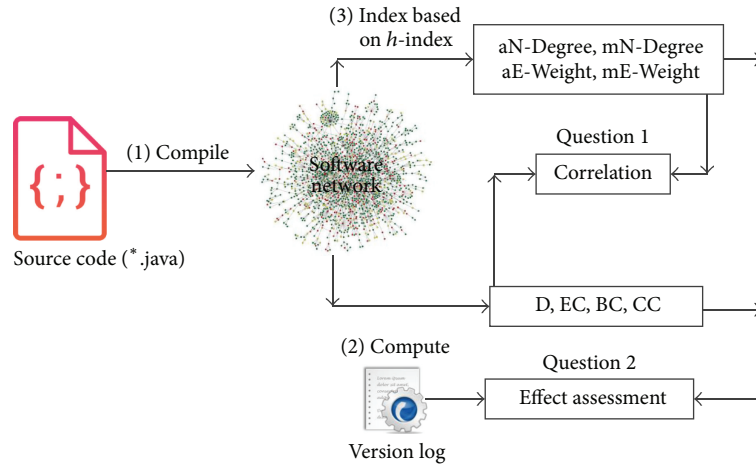 (3) Index based
on h-index
aN-Degree, mN-Degree
aE-Weight, mE-Weight
(1) Compile
Question 1
{;}
Software
network
Correlation
Source code (*.java)
D, EC, BC, CC
(2) Compute
Question 2
Effect assessment
Version log